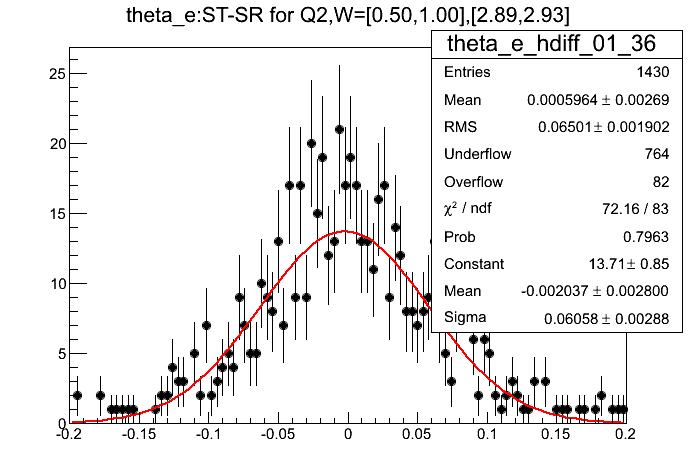 theta_e:ST-SR for Q2,W=[0.50,1.00],[2.89,2.93]
theta_e_hdiff_01_36
Entries 1430
Mean 0.0005964 ± 0.00269
RMS 0.06501 ± 0.001902
Underflow 764
Overflow 82
χ² / ndf 72.16 / 83
Prob 0.7963
Constant 13.71 ± 0.85
Mean -0.002037 ± 0.002800
Sigma 0.06058 ± 0.00288
25
20
15
10
5
0
-0.2 -0.15 -0.1 -0.05 0 0.05 0.1 0.15 0.2